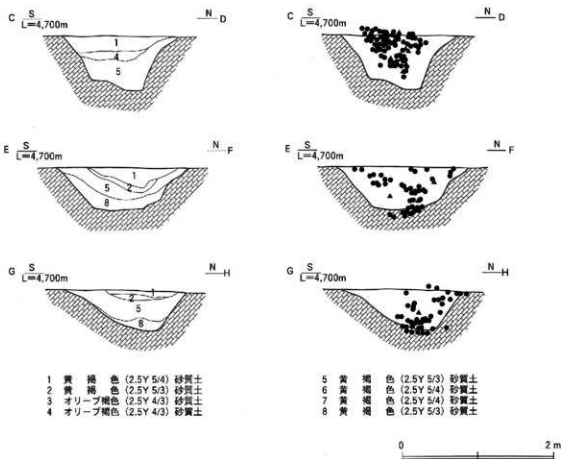 C S L=4,700m N D
1
4
5
C S L=4,700m N D
E S L=4,700m N F
1
5 2
8
E S L=4,700m N F
G S L=4,700m N H
1
2
5
8
G S L=4,700m N H
1 黄褐色 (2.5Y 5/4) 砂質土
2 黄褐色 (2.5Y 5/3) 砂質土
3 オリーブ褐色 (2.5Y 4/3) 砂質土
4 オリーブ褐色 (2.5Y 4/3) 砂質土
5 黄褐色 (2.5Y 5/3) 砂質土
6 黄褐色 (2.5Y 5/4) 砂質土
7 黄褐色 (2.5Y 5/4) 砂質土
8 黄褐色 (2.5Y 5/3) 砂質土
0 2 m